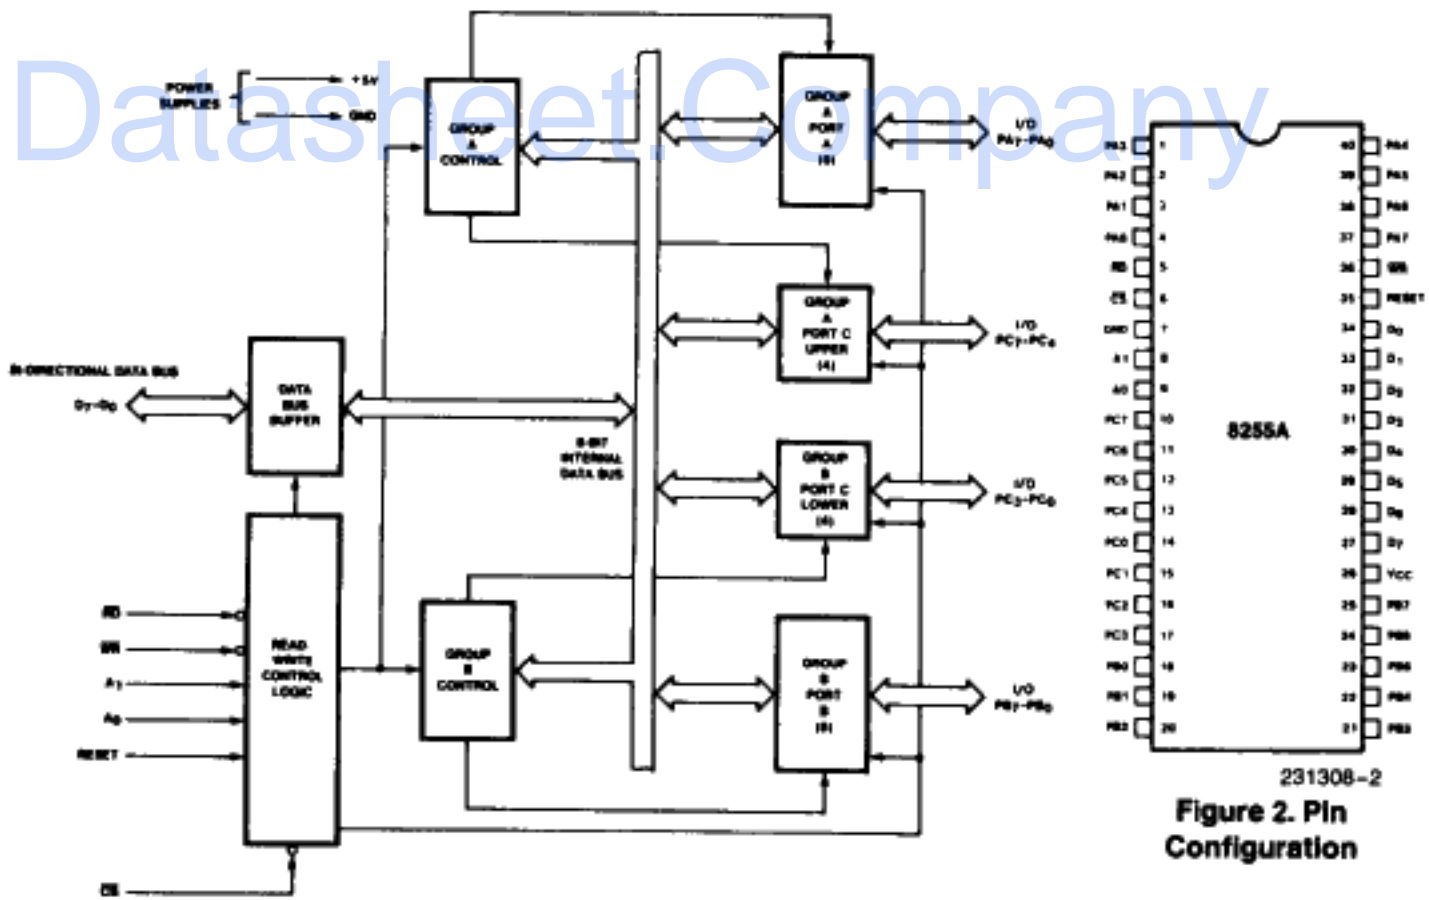 Datasheet.Company
POWER
SUPPLIES
+5V
GND
GROUP
A
CONTROL
GROUP
A
PORT
A
(8)
I/O
PA7-PA0
GROUP
A
PORT C
UPPER
(4)
I/O
PC7-PC4
BI-DIRECTIONAL DATA BUS
D7-D0
DATA
BUS
BUFFER
8-BIT
INTERNAL
DATA BUS
GROUP
B
PORT C
LOWER
(4)
I/O
PC3-PC0
RD
WR
A1
A0
RESET
CS
READ
WRITE
CONTROL
LOGIC
GROUP
B
CONTROL
GROUP
B
PORT
B
(8)
I/O
PB7-PB0
PA3 1 40 PA4
PA2 2 39 PA5
PA1 3 38 PA6
PA0 4 37 PA7
RD 5 36 WR
CS 6 35 RESET
GND 7 34 D0
A1 8 33 D1
A0 9 32 D2
PC7 10 31 D3
PC6 11 30 D4
PC5 12 29 D5
PC4 13 28 D6
PC0 14 27 D7
PC1 15 26 VCC
PC2 16 25 PB7
PC3 17 24 PB6
PB0 18 23 PB5
PB1 19 22 PB4
PB2 20 21 PB3
8255A
231308-2
Figure 2. Pin
Configuration